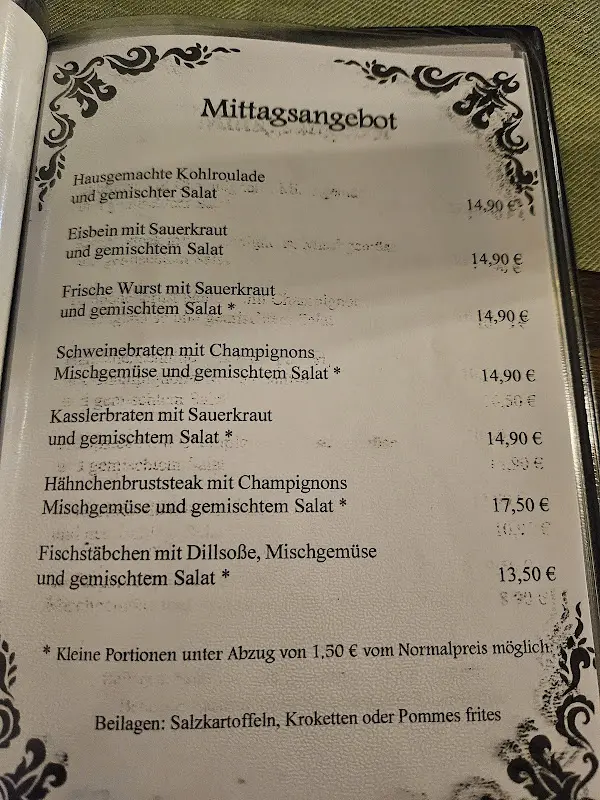 Mittagsangebot
Hausgemachte Kohlroulade
und gemischter Salat
14,90 €
Eisbein mit Sauerkraut
und gemischtem Salat
14,90 €
Frische Wurst mit Sauerkraut
und gemischtem Salat *
14,90 €
Schweinebraten mit Champignons
Mischgemüse und gemischtem Salat *
14,90 €
Kasslerbraten mit Sauerkraut
und gemischtem Salat *
14,90 €
Hähnchenbruststeak mit Champignons
Mischgemüse und gemischtem Salat *
17,50 €
Fischstäbchen mit Dillsoße, Mischgemüse
und gemischtem Salat *
13,50 €
* Kleine Portionen unter Abzug von 1,50 € vom Normalpreis möglich.
Beilagen: Salzkartoffeln, Kroketten oder Pommes frites